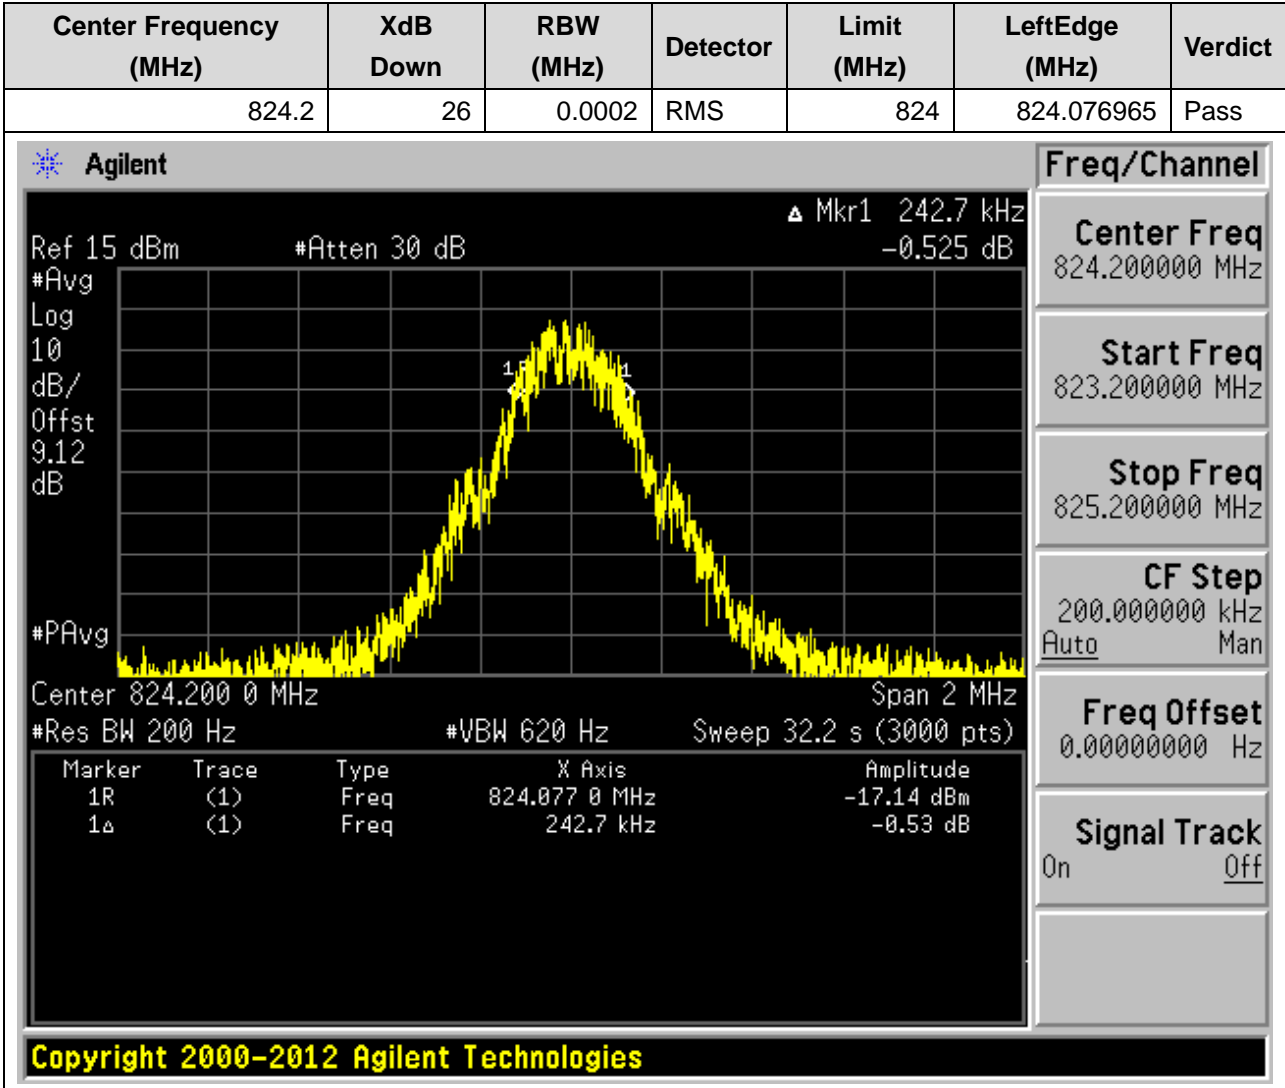 Center Frequency (MHz) XdB Down RBW (MHz) Detector Limit (MHz) LeftEdge (MHz) Verdict
824.2 26 0.0002 RMS 824 824.076965 Pass
Agilent
Freq/Channel
Δ Mkr1 242.7 kHz
Ref 15 dBm #Atten 30 dB -0.525 dB
#Avg
Log
10
dB/
Offst
9.12
dB
#PAvg
1R
1
Center 824.200 0 MHz Span 2 MHz
#Res BW 200 Hz #VBW 620 Hz Sweep 32.2 s (3000 pts)
Marker Trace Type X Axis Amplitude
1R (1) Freq 824.077 0 MHz -17.14 dBm
1Δ (1) Freq 242.7 kHz -0.53 dB
Center Freq
824.200000 MHz
Start Freq
823.200000 MHz
Stop Freq
825.200000 MHz
CF Step
200.000000 kHz
Auto Man
Freq Offset
0.00000000 Hz
Signal Track
On Off
Copyright 2000-2012 Agilent Technologies